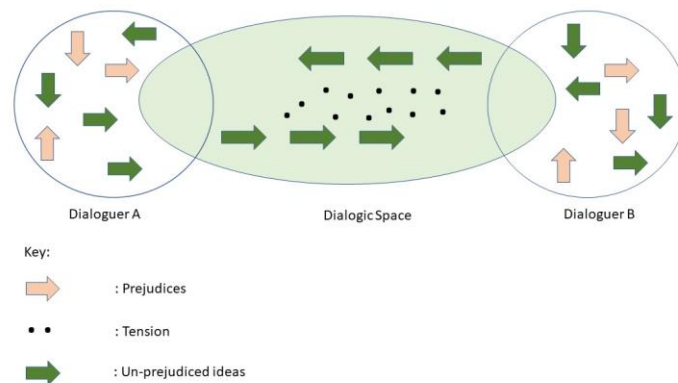 Dialoguer A
Dialogic Space
Dialoguer B
Key:
: Prejudices
: Tension
: Un-prejudiced ideas